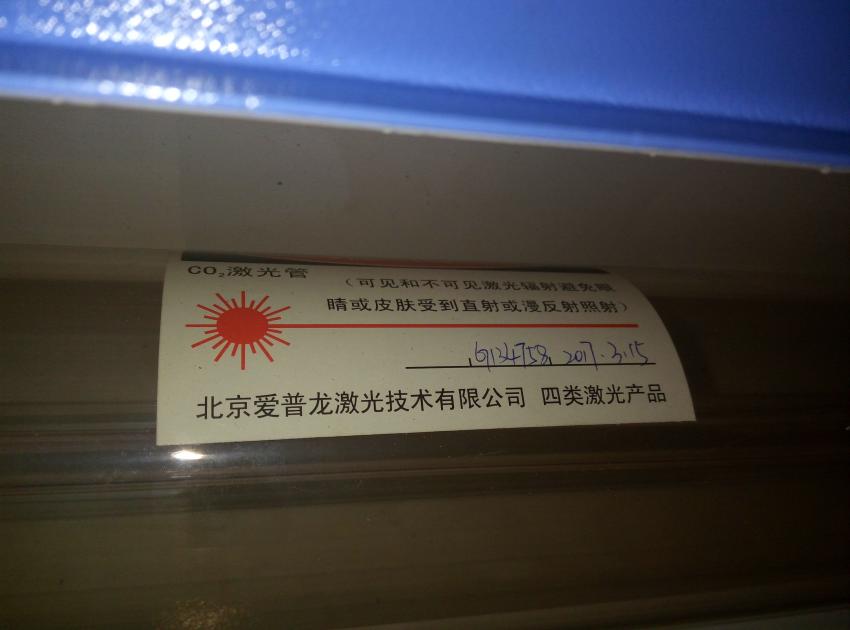 CO₂激光管
(可见和不可见激光辐射避免眼
睛或皮肤受到直射或漫反射照射)
6134758, 2017.3.15
北京爱普龙激光技术有限公司 四类激光产品